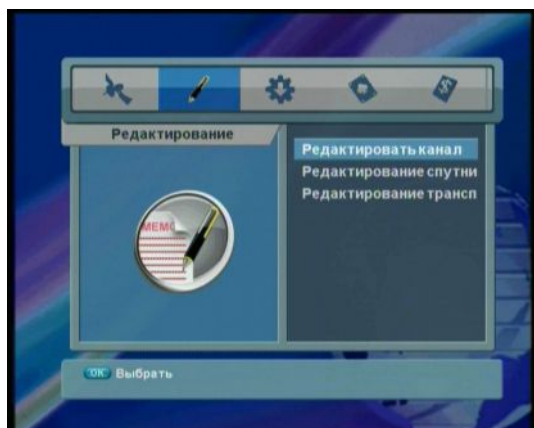 Редактирование
Редактировать канал
Редактирование спутни
Редактирование трансп
MEMO
OK Выбрать